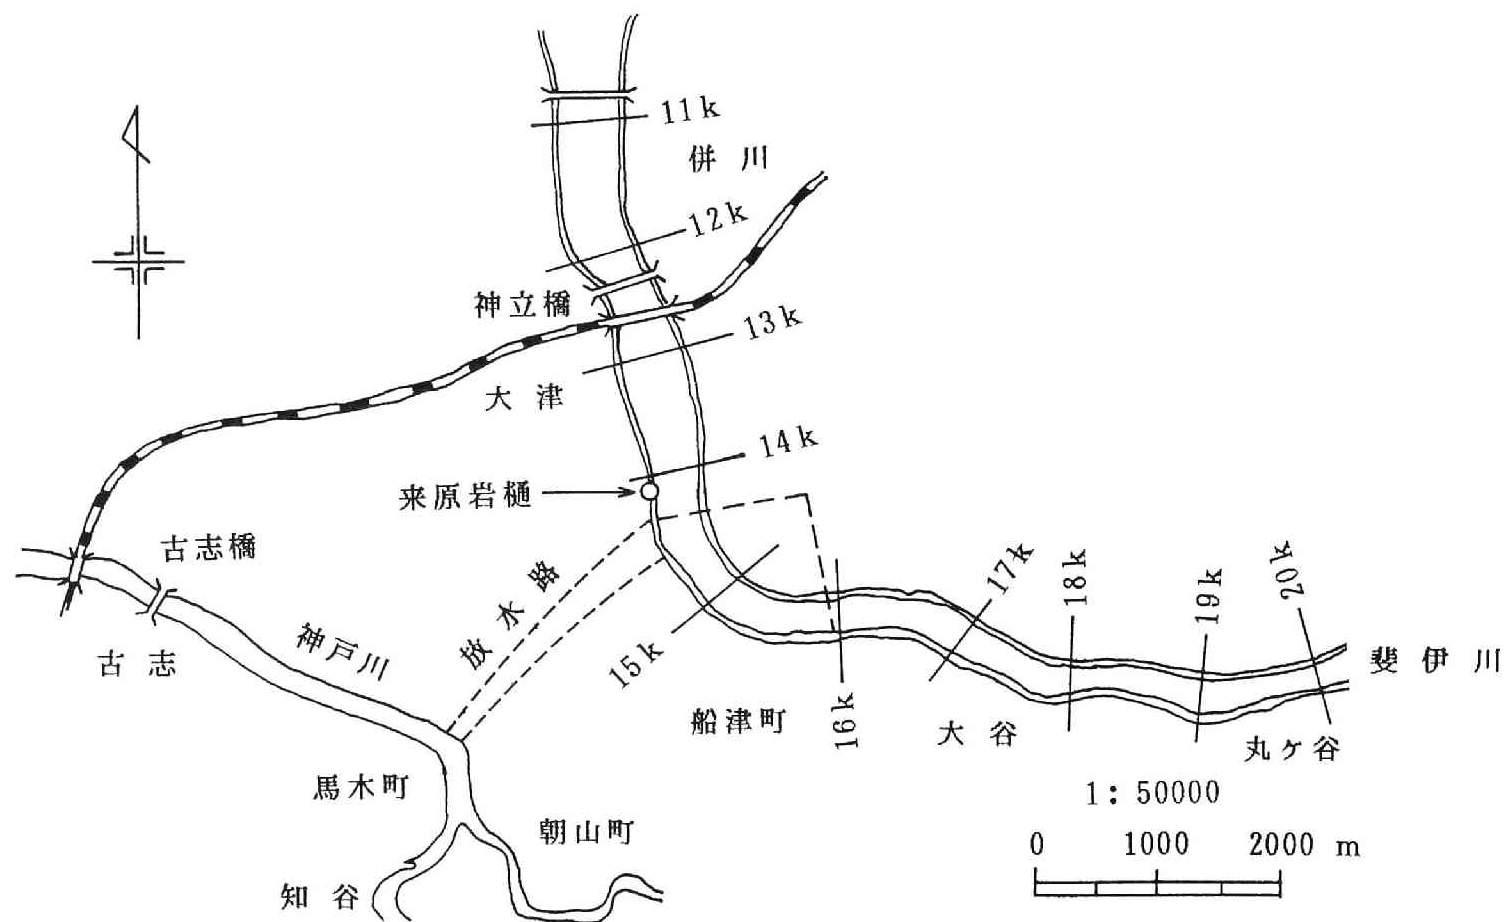 11k
併川
12k
神立橋
13k
大津
14k
来原岩樋
古志橋
放水路
神戸川
古志
15k
16k
17k
18k
19k
20k
斐伊川
船津町
大谷
丸ヶ谷
馬木町
朝山町
知谷
1: 50000
0 1000 2000 m